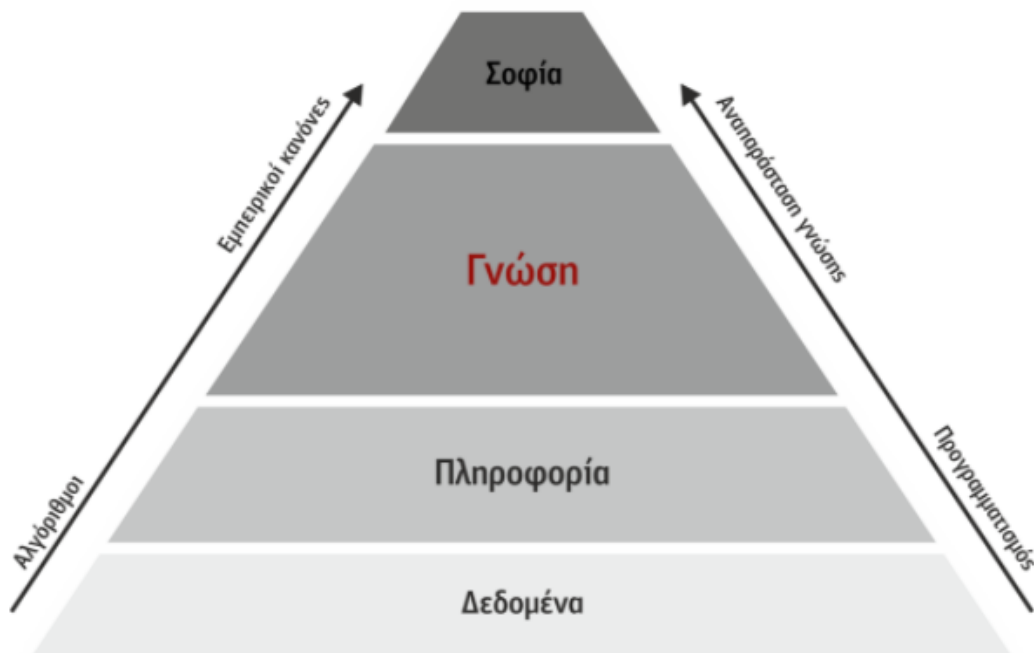 Σοφία
Εμπειρικοί κανόνες
Αναπαράσταση γνώσης
Γνώση
Πληροφορία
Αλγόριθμοι
Προγραμματισμός
Δεδομένα